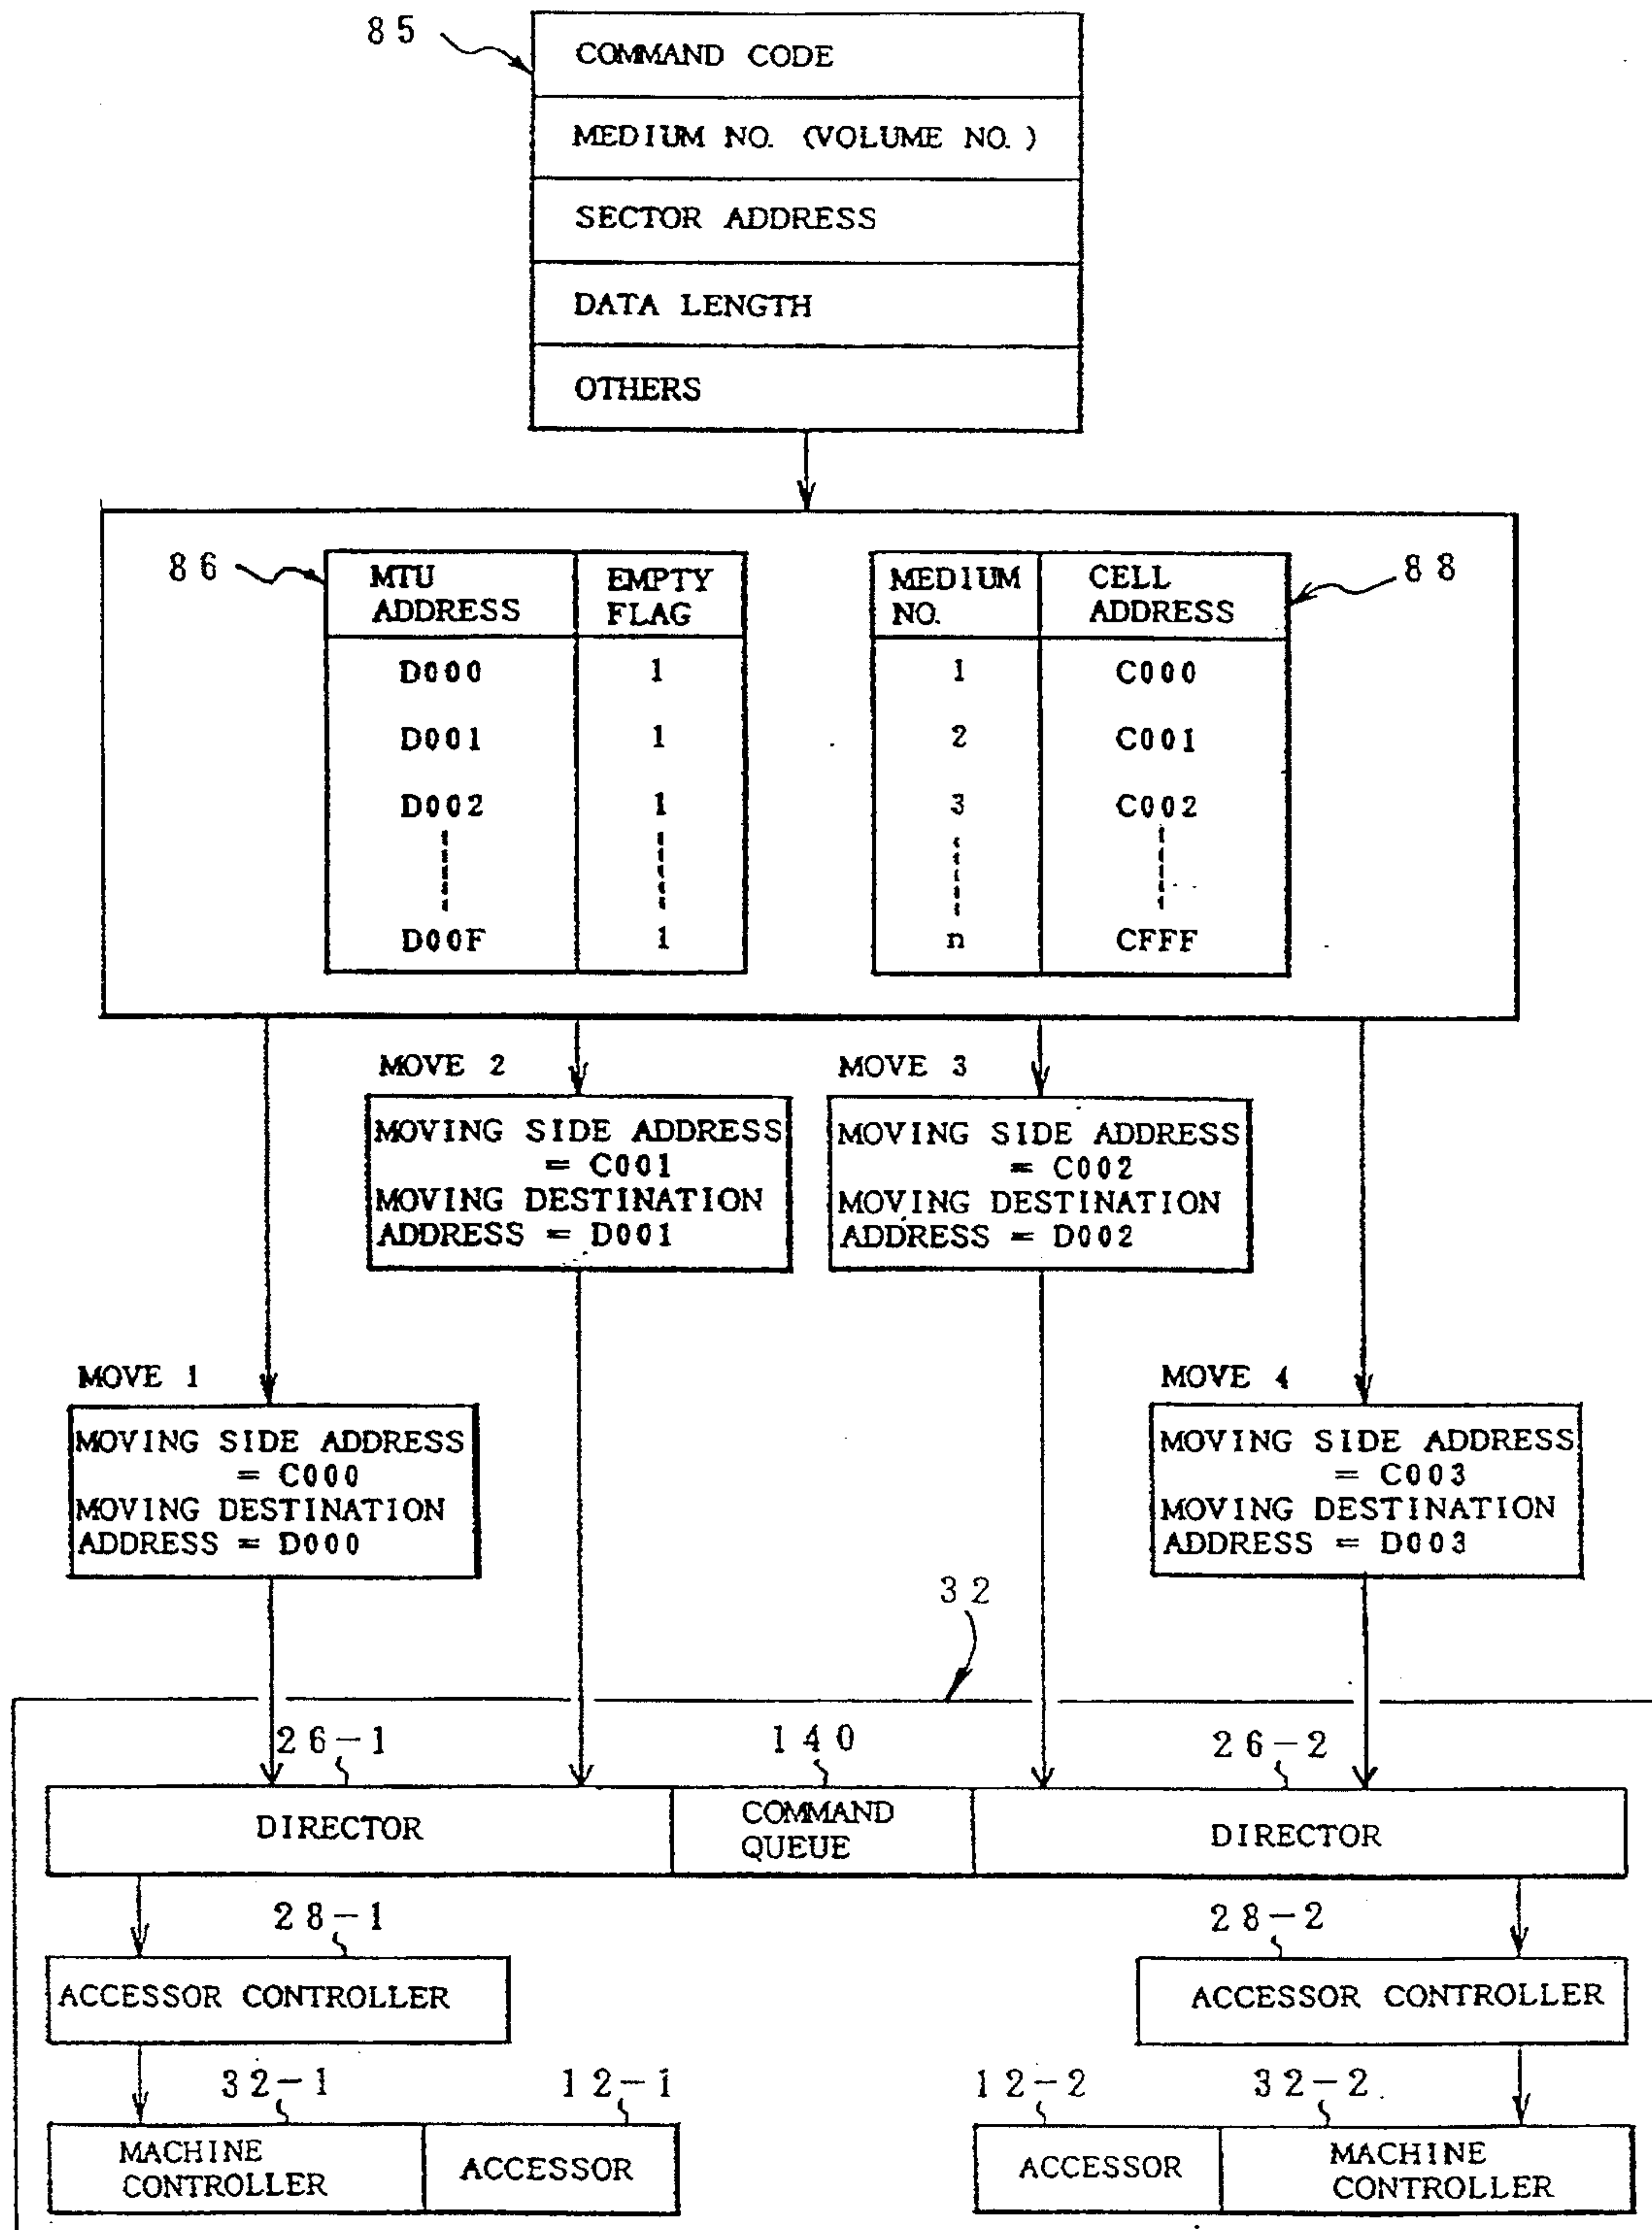 85
COMMAND CODE
MEDIUM NO. (VOLUME NO.)
SECTOR ADDRESS
DATA LENGTH
OTHERS
86
MTU ADDRESS
EMPTY FLAG
D000 1
D001 1
D002 1
D00F 1
88
MEDIUM NO.
CELL ADDRESS
1 C000
2 C001
3 C002
n CFFF
MOVE 2
MOVING SIDE ADDRESS
= C001
MOVING DESTINATION
ADDRESS = D001
MOVE 3
MOVING SIDE ADDRESS
= C002
MOVING DESTINATION
ADDRESS = D002
MOVE 1
MOVING SIDE ADDRESS
= C000
MOVING DESTINATION
ADDRESS = D000
MOVE 4
MOVING SIDE ADDRESS
= C003
MOVING DESTINATION
ADDRESS = D003
32
26-1
140
26-2
DIRECTOR
COMMAND
QUEUE
DIRECTOR
28-1
28-2
ACCESSOR CONTROLLER
ACCESSOR CONTROLLER
32-1
12-1
12-2
32-2
MACHINE
CONTROLLER
ACCESSOR
ACCESSOR
MACHINE
CONTROLLER